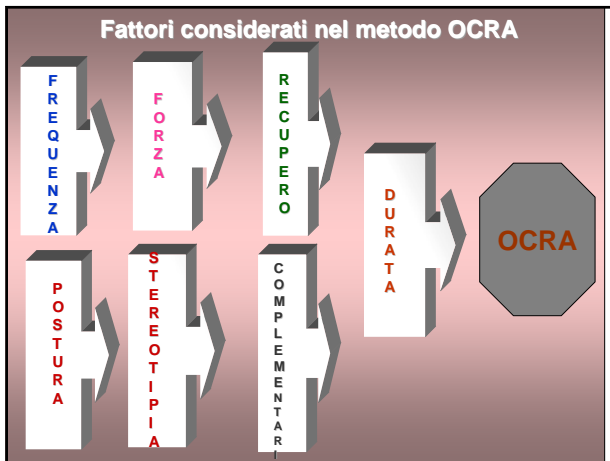 Fattori considerati nel metodo OCRA
FREQUENZA
FORZA
RECUPERO
DURATA
OCRA
POSTURA
STEREOTIPIA
COMPLEMENTARI